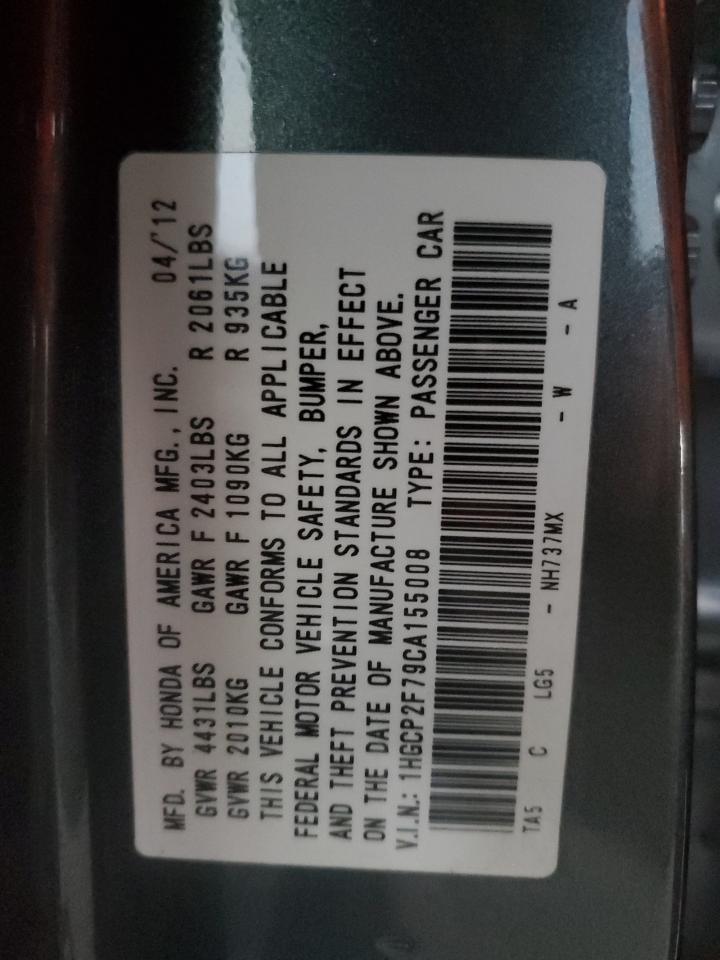 MFD. BY HONDA OF AMERICA MFG., INC. 04/'12
GVWR 4431LBS GAWR F 2403LBS R 2061LBS
GVWR 2010KG GAWR F 1090KG R 935KG
THIS VEHICLE CONFORMS TO ALL APPLICABLE
FEDERAL MOTOR VEHICLE SAFETY, BUMPER,
AND THEFT PREVENTION STANDARDS IN EFFECT
ON THE DATE OF MANUFACTURE SHOWN ABOVE.
V.I.N.: 1HGCP2F79CA155008 TYPE: PASSENGER CAR
TA5 C LG5 - NH737MX - W - A